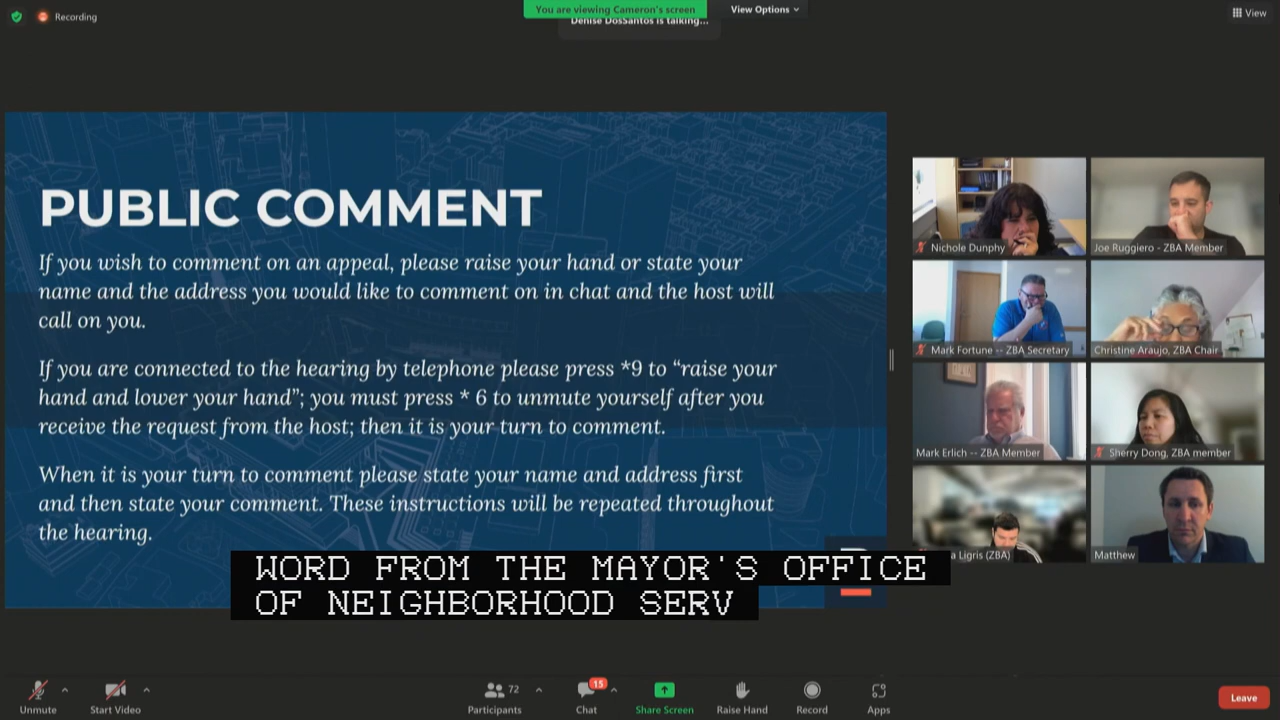 You are viewing Cameron's screen
View Options
Recording
Denise DosSantos is talking...
View
PUBLIC COMMENT
If you wish to comment on an appeal, please raise your hand or state your
name and the address you would like to comment on in chat and the host will
call on you.
If you are connected to the hearing by telephone please press *9 to “raise your
hand and lower your hand”; you must press * 6 to unmute yourself after you
receive the request from the host; then it is your turn to comment.
When it is your turn to comment please state your name and address first
and then state your comment. These instructions will be repeated throughout
the hearing.
Nichole Dunphy
Joe Ruggiero - ZBA Member
Mark Fortune -- ZBA Secretary
Christine Araujo, ZBA Chair
Mark Erlich -- ZBA Member
Sherry Dong, ZBA member
a Ligris (ZBA)
Matthew
WORD FROM THE MAYOR'S OFFICE
OF NEIGHBORHOOD SERV
Unmute
Start Video
72
Participants
15
Chat
Share Screen
Raise Hand
Record
Apps
Leave